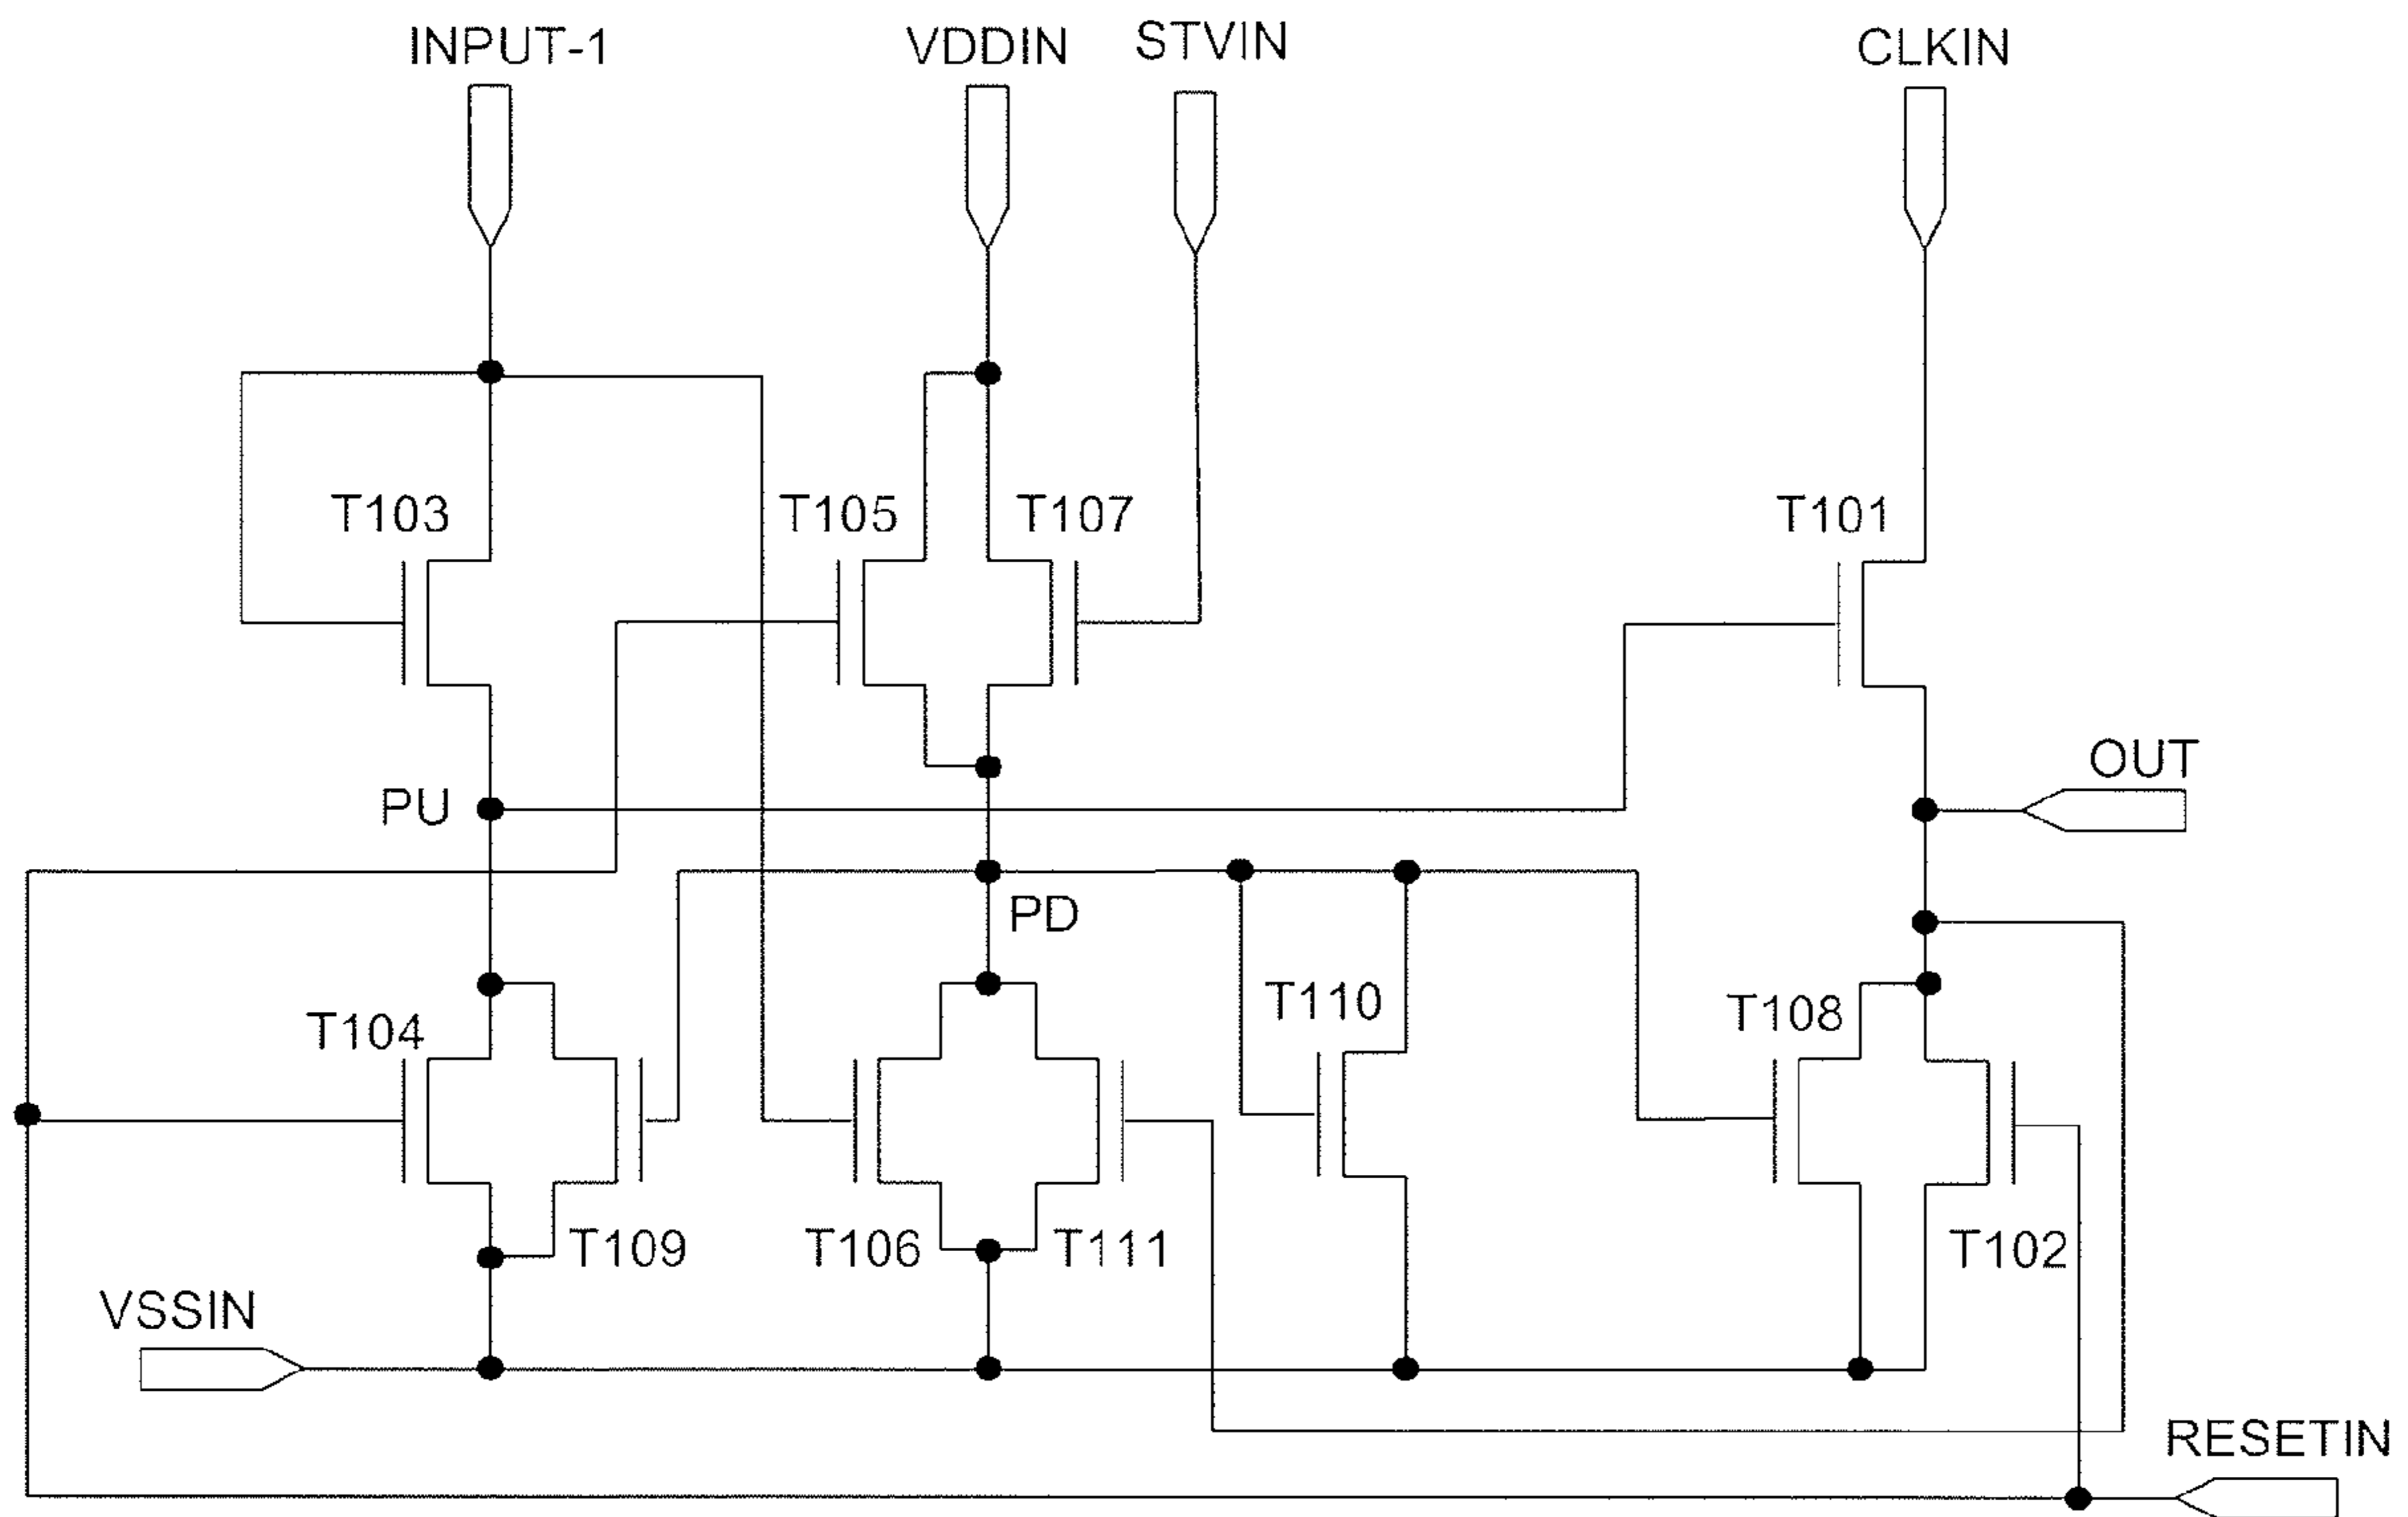 INPUT-1
VDDIN
STVIN
CLKIN
T103
T105
T107
T101
OUT
PU
PD
T110
T108
T104
T109
T106
T111
T102
VSSIN
RESETIN